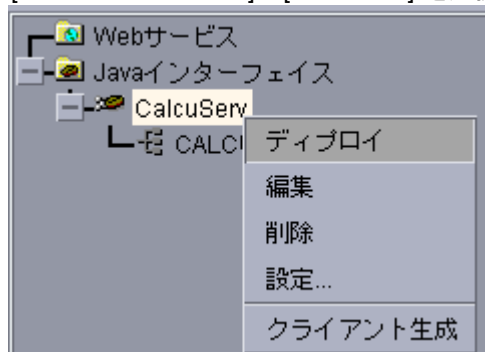 Webサービス
Javaインターフェイス
CalcuServ
CALC
ディプロイ
編集
削除
設定...
クライアント生成